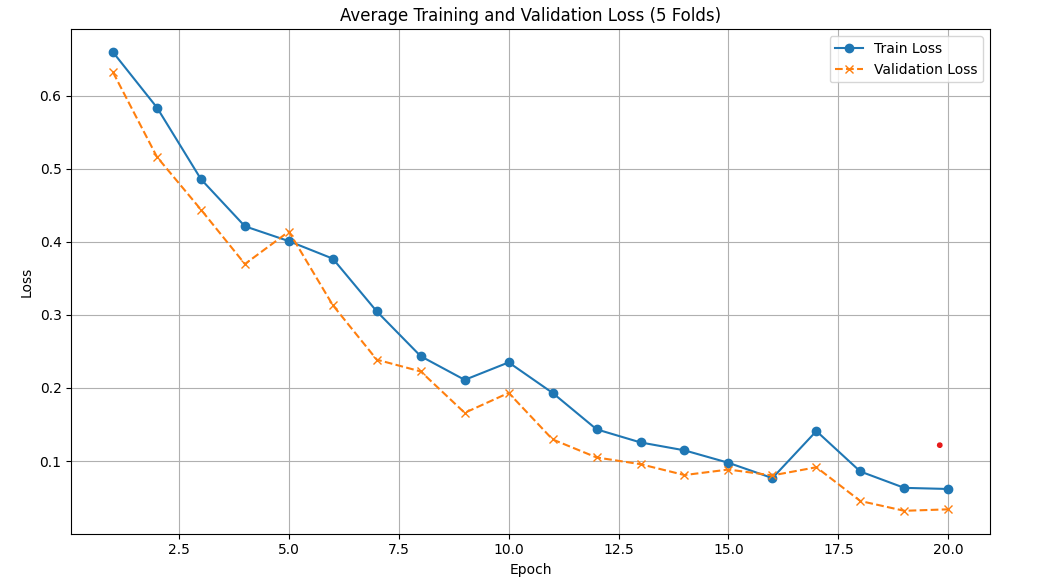 Average Training and Validation Loss (5 Folds)
Train Loss
Validation Loss
0.6
0.5
0.4
0.3
0.2
0.1
Loss
2.5
5.0
7.5
10.0
12.5
15.0
17.5
20.0
Epoch